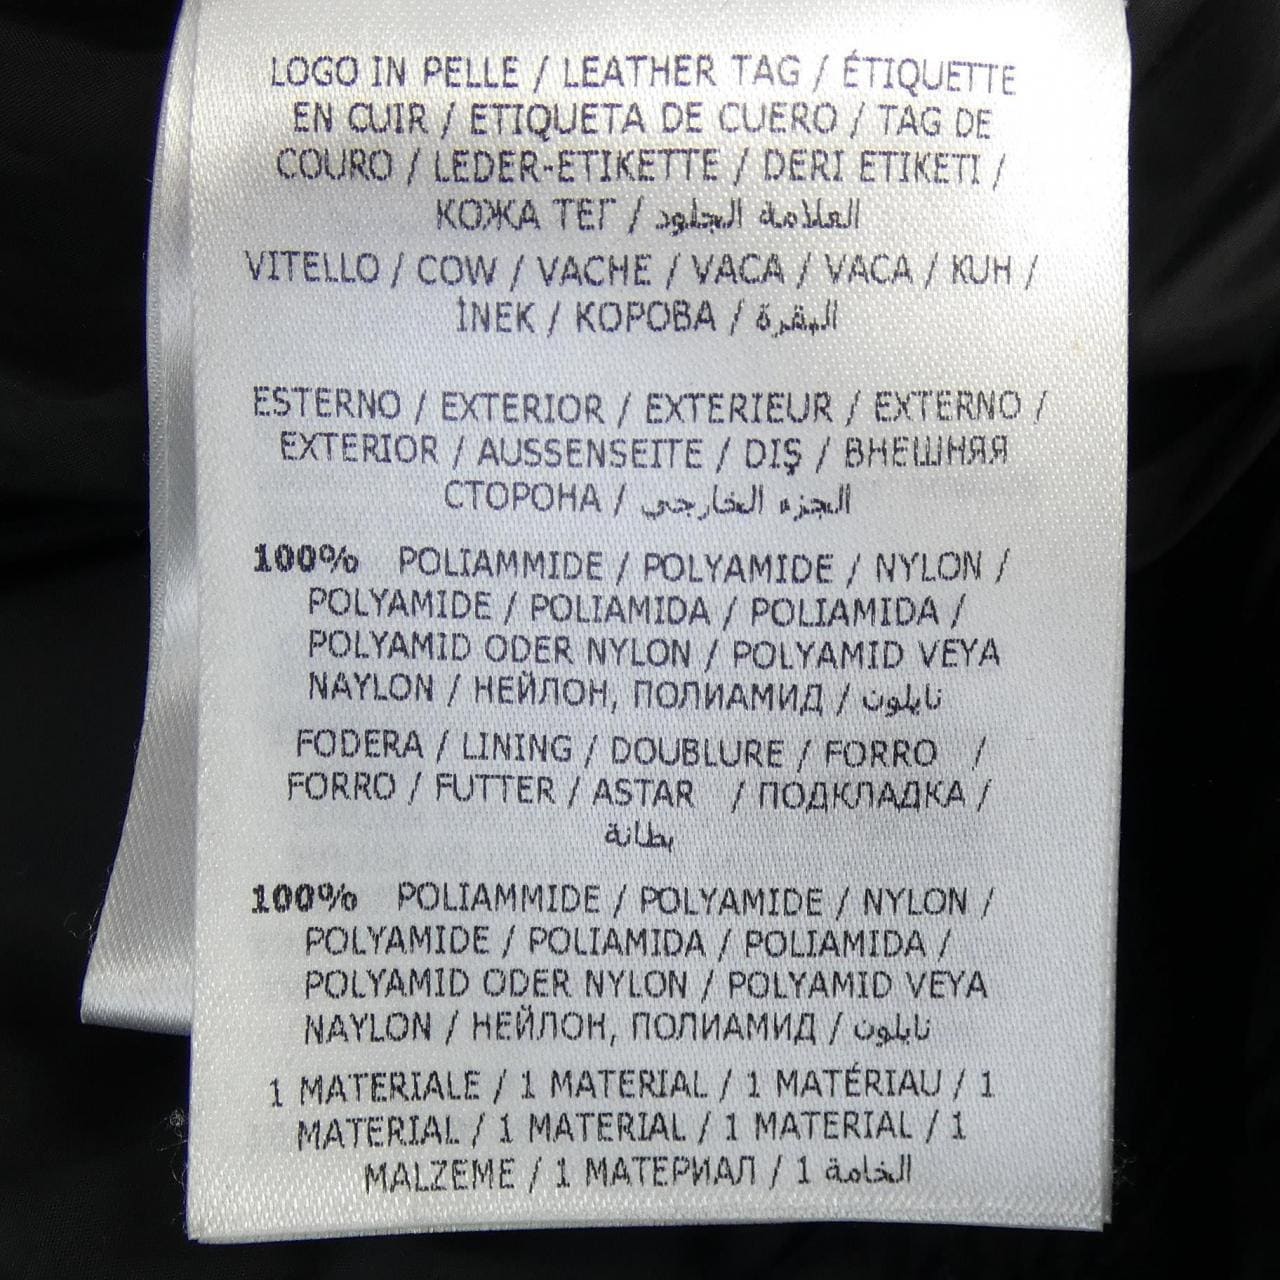 LOGO IN PELLE / LEATHER TAG / ÉTIQUETTE
EN CUIR / ETIQUETA DE CUERO / TAG DE
COURO / LEDER-ETIKETTE / DERI ETIKETI /
КОЖА ТЕГ / العلامة الجلود
VITELLO / COW / VACHE / VACA / VACA / KUH /
İNEK / КОРОВА / البقرة
ESTERNO / EXTERIOR / EXTERIEUR / EXTERNO /
EXTERIOR / AUSSENSEITE / DIŞ / ВНЕШНЯЯ
СТОРОНА / الجزء الخارجي
100% POLIAMMIDE / POLYAMIDE / NYLON /
POLYAMIDE / POLIAMIDA / POLIAMIDA /
POLYAMID ODER NYLON / POLYAMID VEYA
NAYLON / НЕЙЛОН, ПОЛИАМИД / نايلون
FODERA / LINING / DOUBLURE / FORRO /
FORRO / FUTTER / ASTAR / ПОДКЛАДКА /
بطانة
100% POLIAMMIDE / POLYAMIDE / NYLON /
POLYAMIDE / POLIAMIDA / POLIAMIDA /
POLYAMID ODER NYLON / POLYAMID VEYA
NAYLON / НЕЙЛОН, ПОЛИАМИД / نايلون
1 MATERIALE / 1 MATERIAL / 1 MATÉRIAU / 1
MATERIAL / 1 MATERIAL / 1 MATERIAL / 1
MALZEME / 1 МАТЕРИАЛ / 1 الخامة